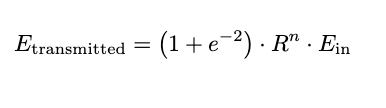 E_transmitted = (1 + e^{-2}) · R^n · E_in